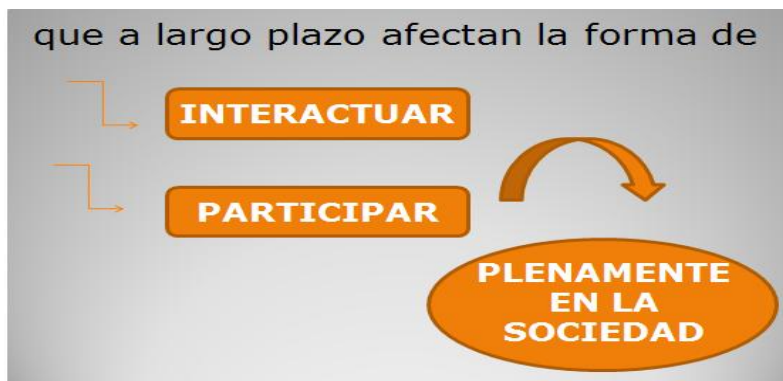 que a largo plazo afectan la forma de
INTERACTUAR
PARTICIPAR
PLENAMENTE
EN LA
SOCIEDAD